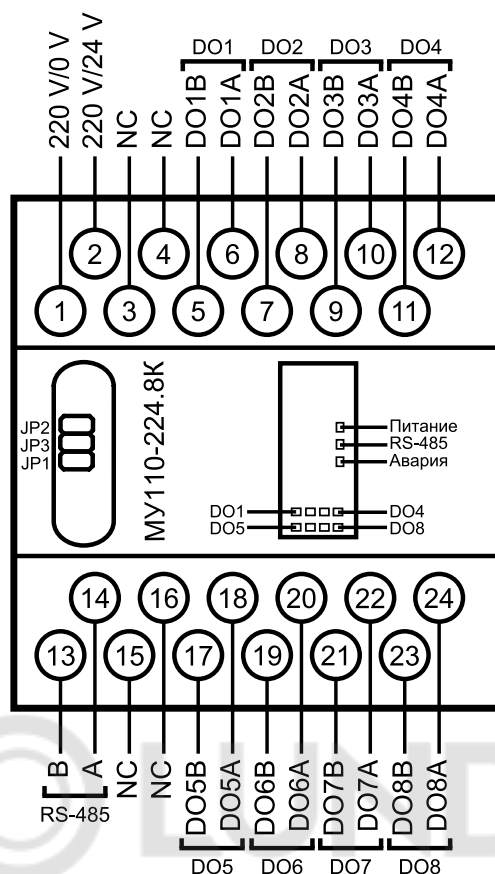 DO1 DO2 DO3 DO4
220 V/0 V
220 V/24 V
NC
NC
DO1B
DO1A
DO2B
DO2A
DO3B
DO3A
DO4B
DO4A
2 4 6 8 10 12
1 3 5 7 9 11
JP2
JP3
JP1
МУ110-224.8К
Питание
RS-485
Авария
DO1 DO4
DO5 DO8
14 16 18 20 22 24
13 15 17 19 21 23
B
A
NC
NC
DO5B
DO5A
DO6B
DO6A
DO7B
DO7A
DO8B
DO8A
RS-485
DO5 DO6 DO7 DO8
© LUND